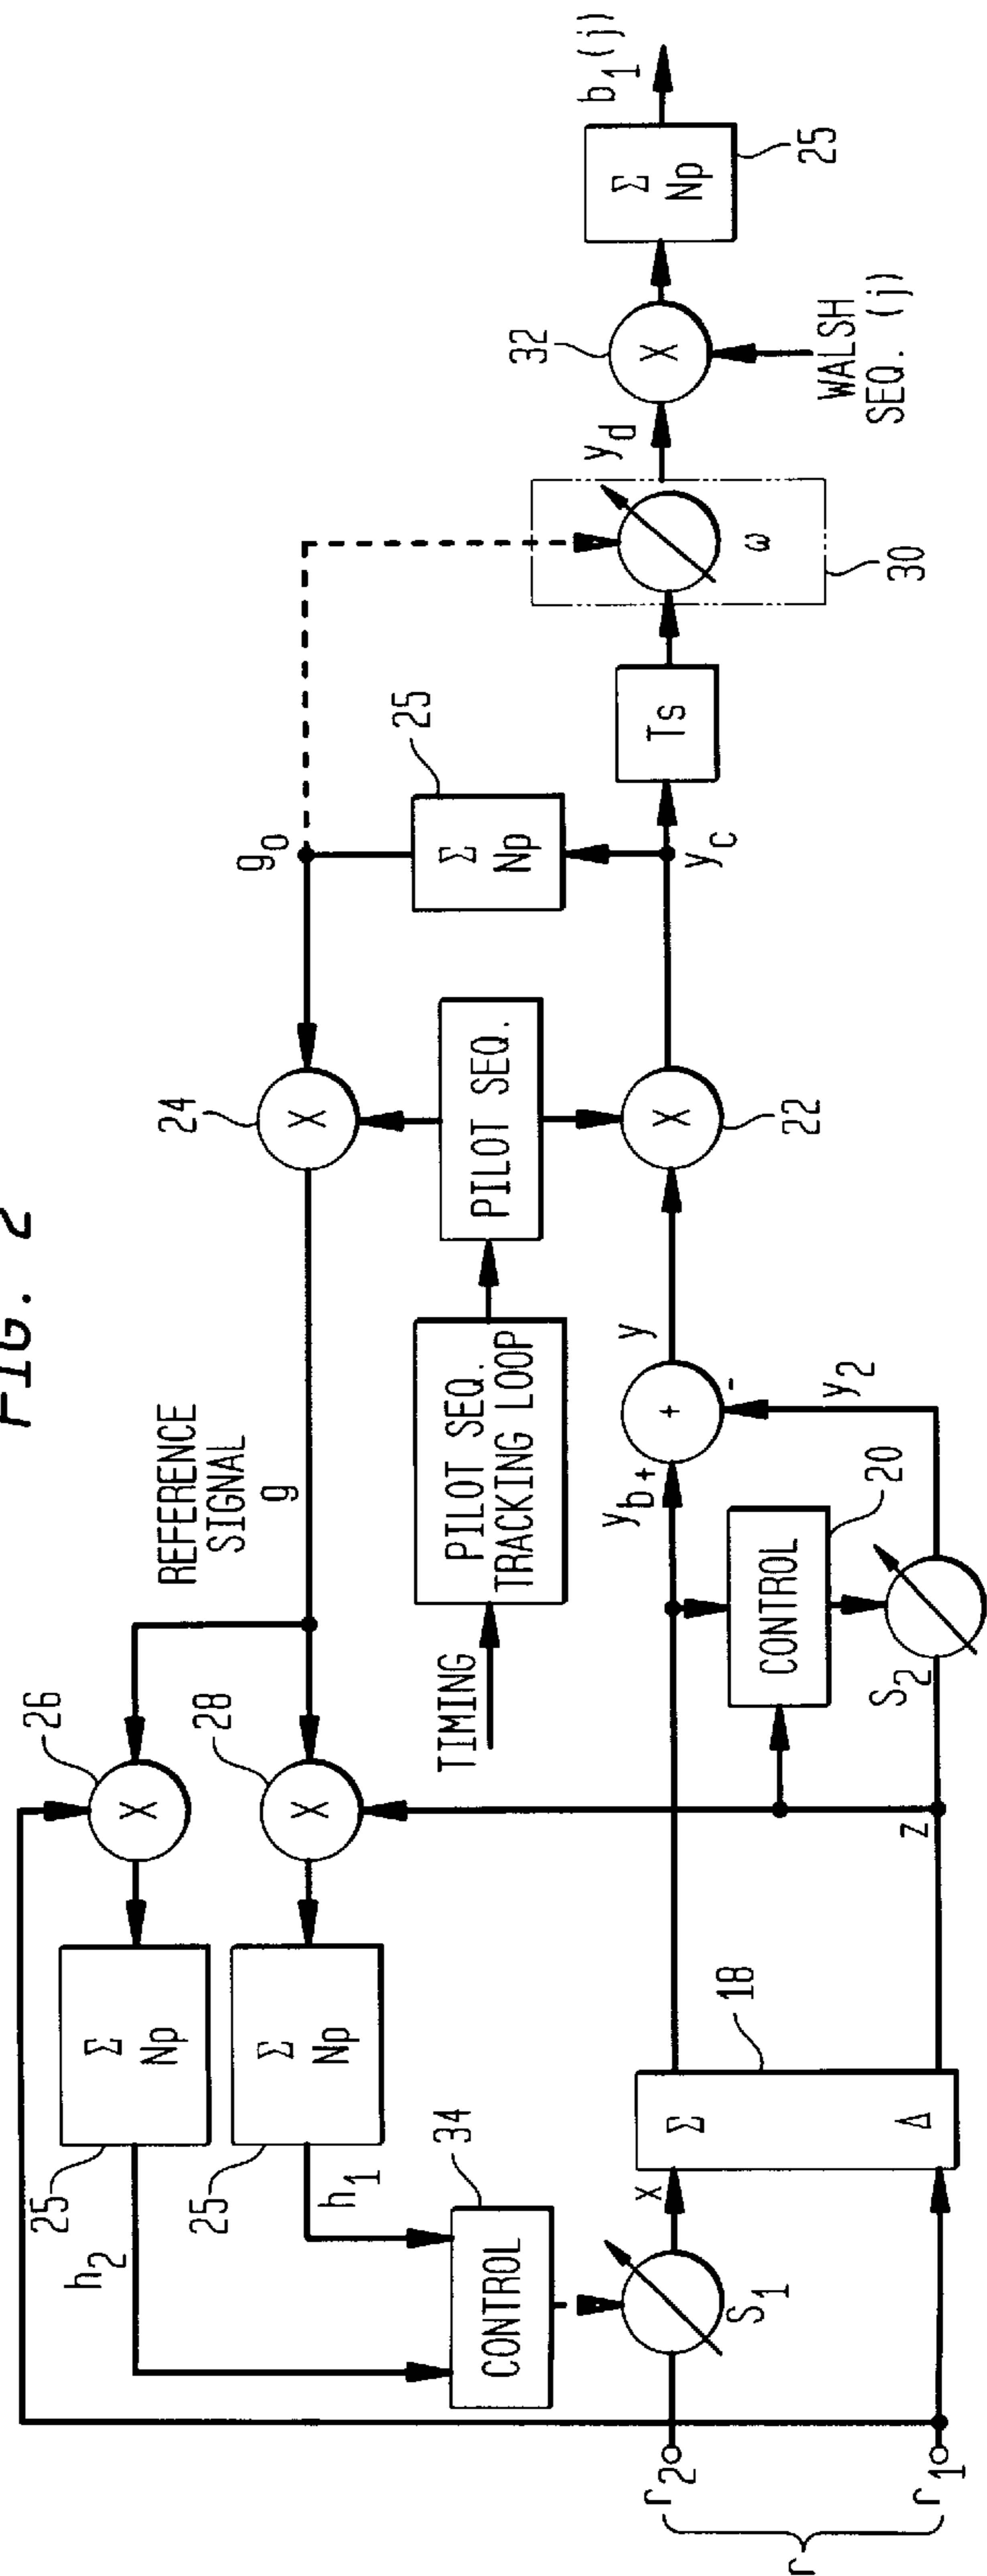 FIG. 2
REFERENCE
SIGNAL
g
24
X
g0
25
Σ
Np
26
X
28
X
Σ
Np
25
h2
Σ
Np
25
h1
34
CONTROL
TIMING
PILOT SEQ.
TRACKING LOOP
PILOT SEQ.
r
r2
r1
S1
x
18
Σ
Δ
z
CONTROL
20
S2
yb+
+
-
y2
y
X
22
yc
Ts
ω
30
yd
32
X
WALSH
SEQ. (j)
Σ
Np
25
b1(j)